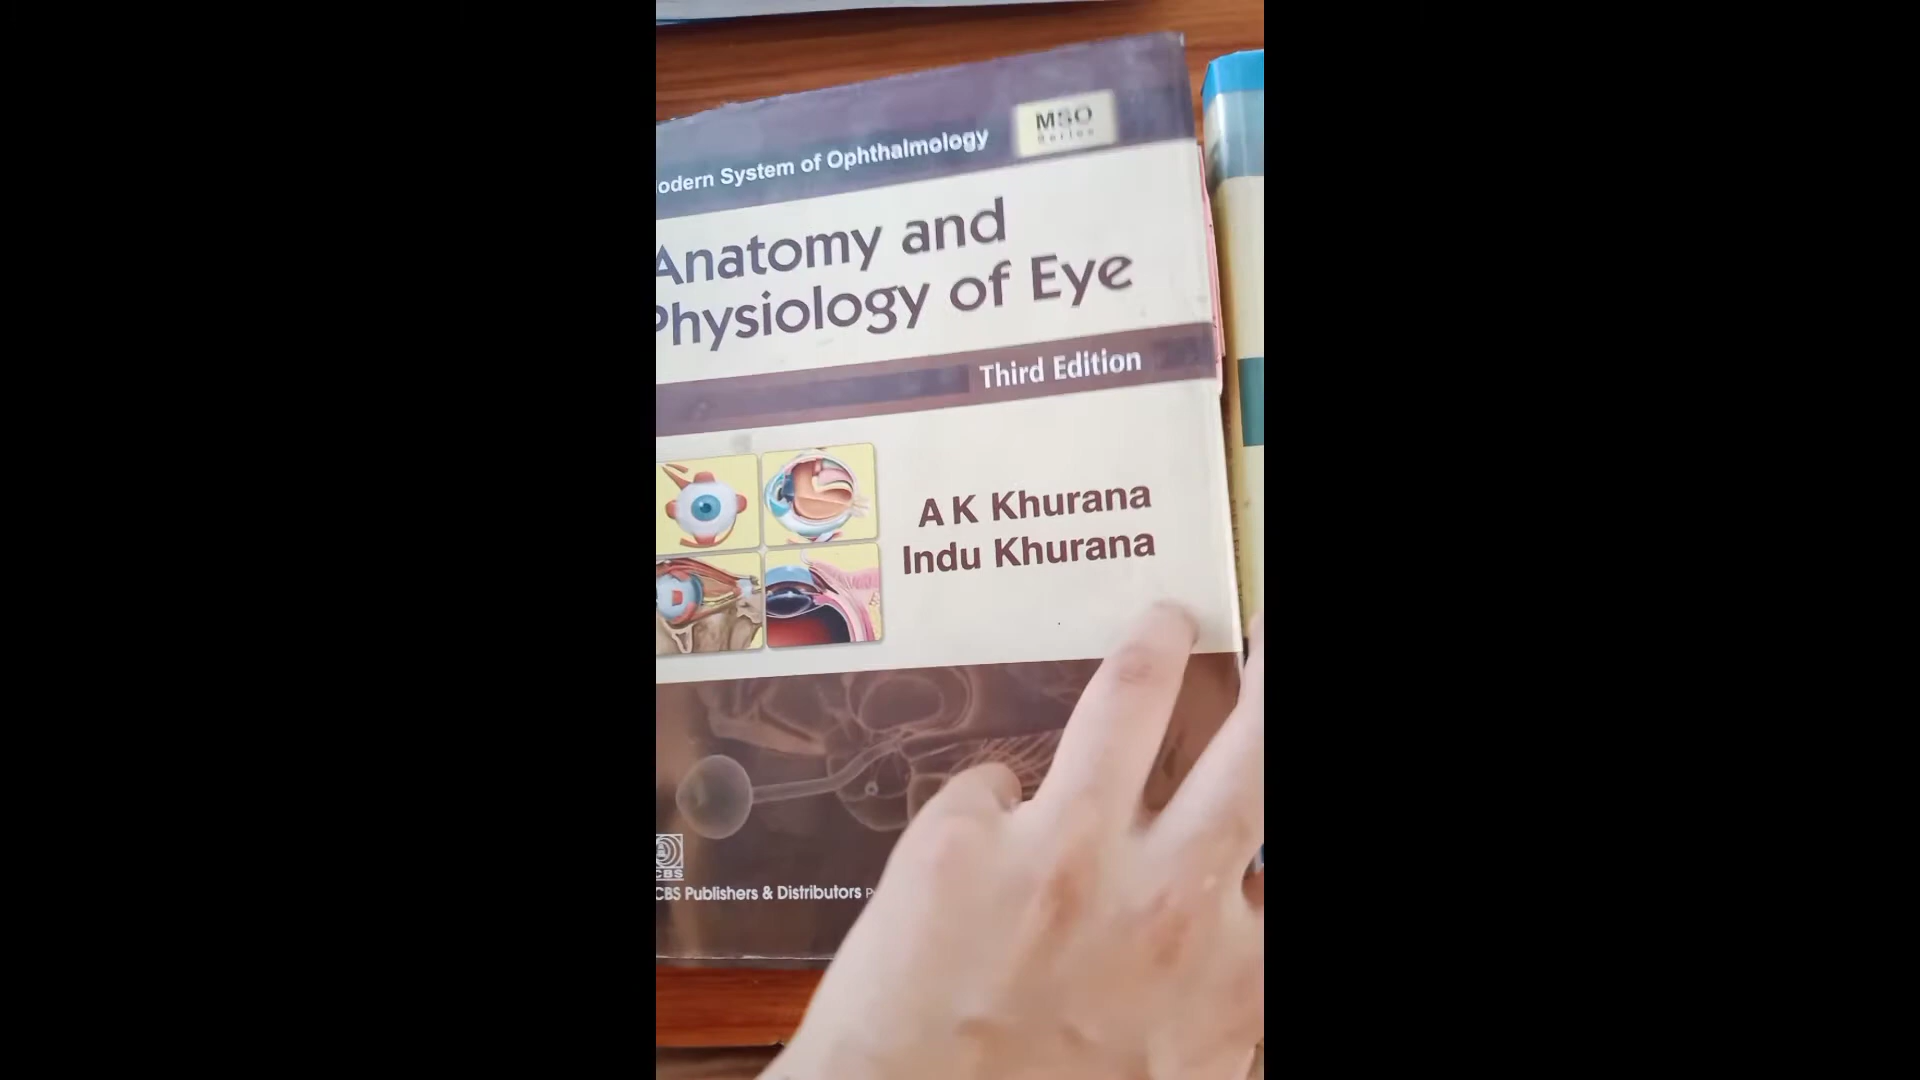 odern System of Ophthalmology
MSO
Series
Anatomy and
Physiology of Eye
Third Edition
A K Khurana
Indu Khurana
CBS
CBS Publishers & Distributors P